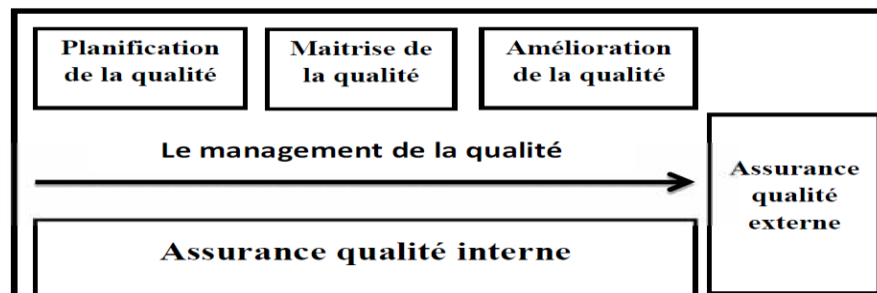 Planification
de la qualité
Maitrise de
la qualité
Amélioration
de la qualité
Le management de la qualité
Assurance
qualité
externe
Assurance qualité interne